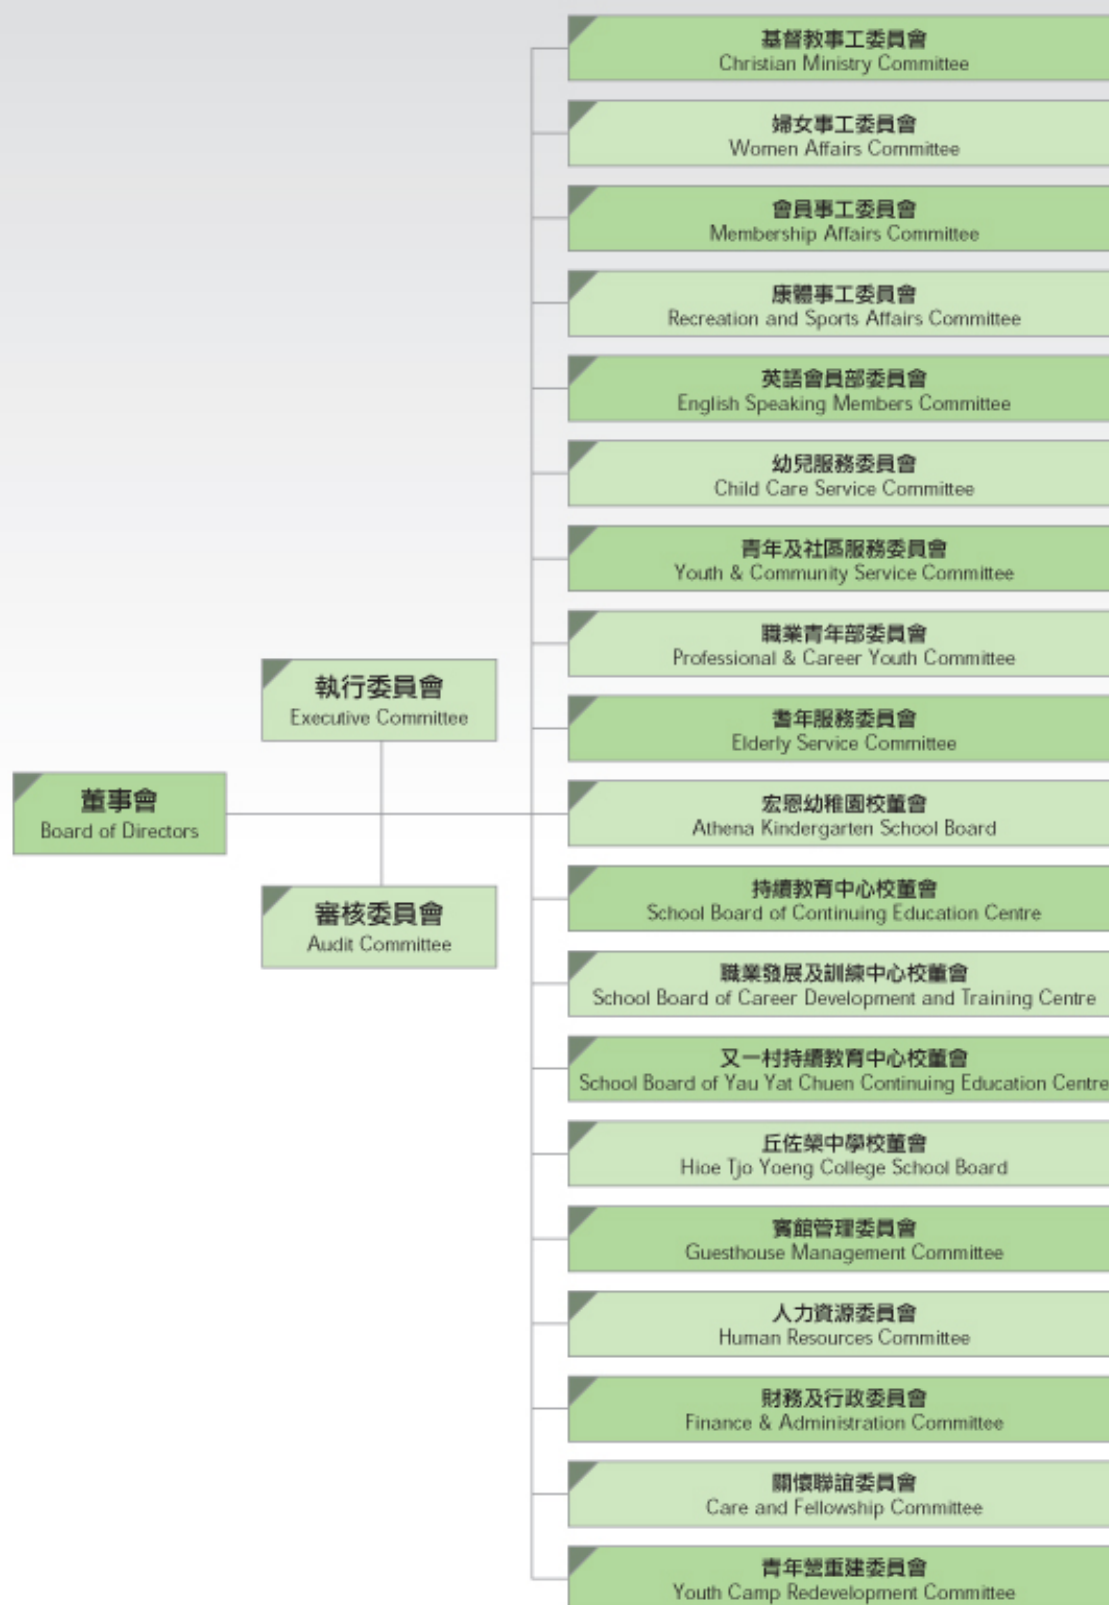 基督教事工委員會
Christian Ministry Committee
婦女事工委員會
Women Affairs Committee
會員事工委員會
Membership Affairs Committee
康體事工委員會
Recreation and Sports Affairs Committee
英語會員部委員會
English Speaking Members Committee
幼兒服務委員會
Child Care Service Committee
青年及社區服務委員會
Youth & Community Service Committee
職業青年部委員會
Professional & Career Youth Committee
執行委員會
Executive Committee
耆年服務委員會
Elderly Service Committee
董事會
Board of Directors
宏恩幼稚園校董會
Athena Kindergarten School Board
審核委員會
Audit Committee
持續教育中心校董會
School Board of Continuing Education Centre
職業發展及訓練中心校董會
School Board of Career Development and Training Centre
又一村持續教育中心校董會
School Board of Yau Yat Chuen Continuing Education Centre
丘佐榮中學校董會
Hioe Tjo Yoeng College School Board
賓館管理委員會
Guesthouse Management Committee
人力資源委員會
Human Resources Committee
財務及行政委員會
Finance & Administration Committee
關懷聯誼委員會
Care and Fellowship Committee
青年營重建委員會
Youth Camp Redevelopment Committee